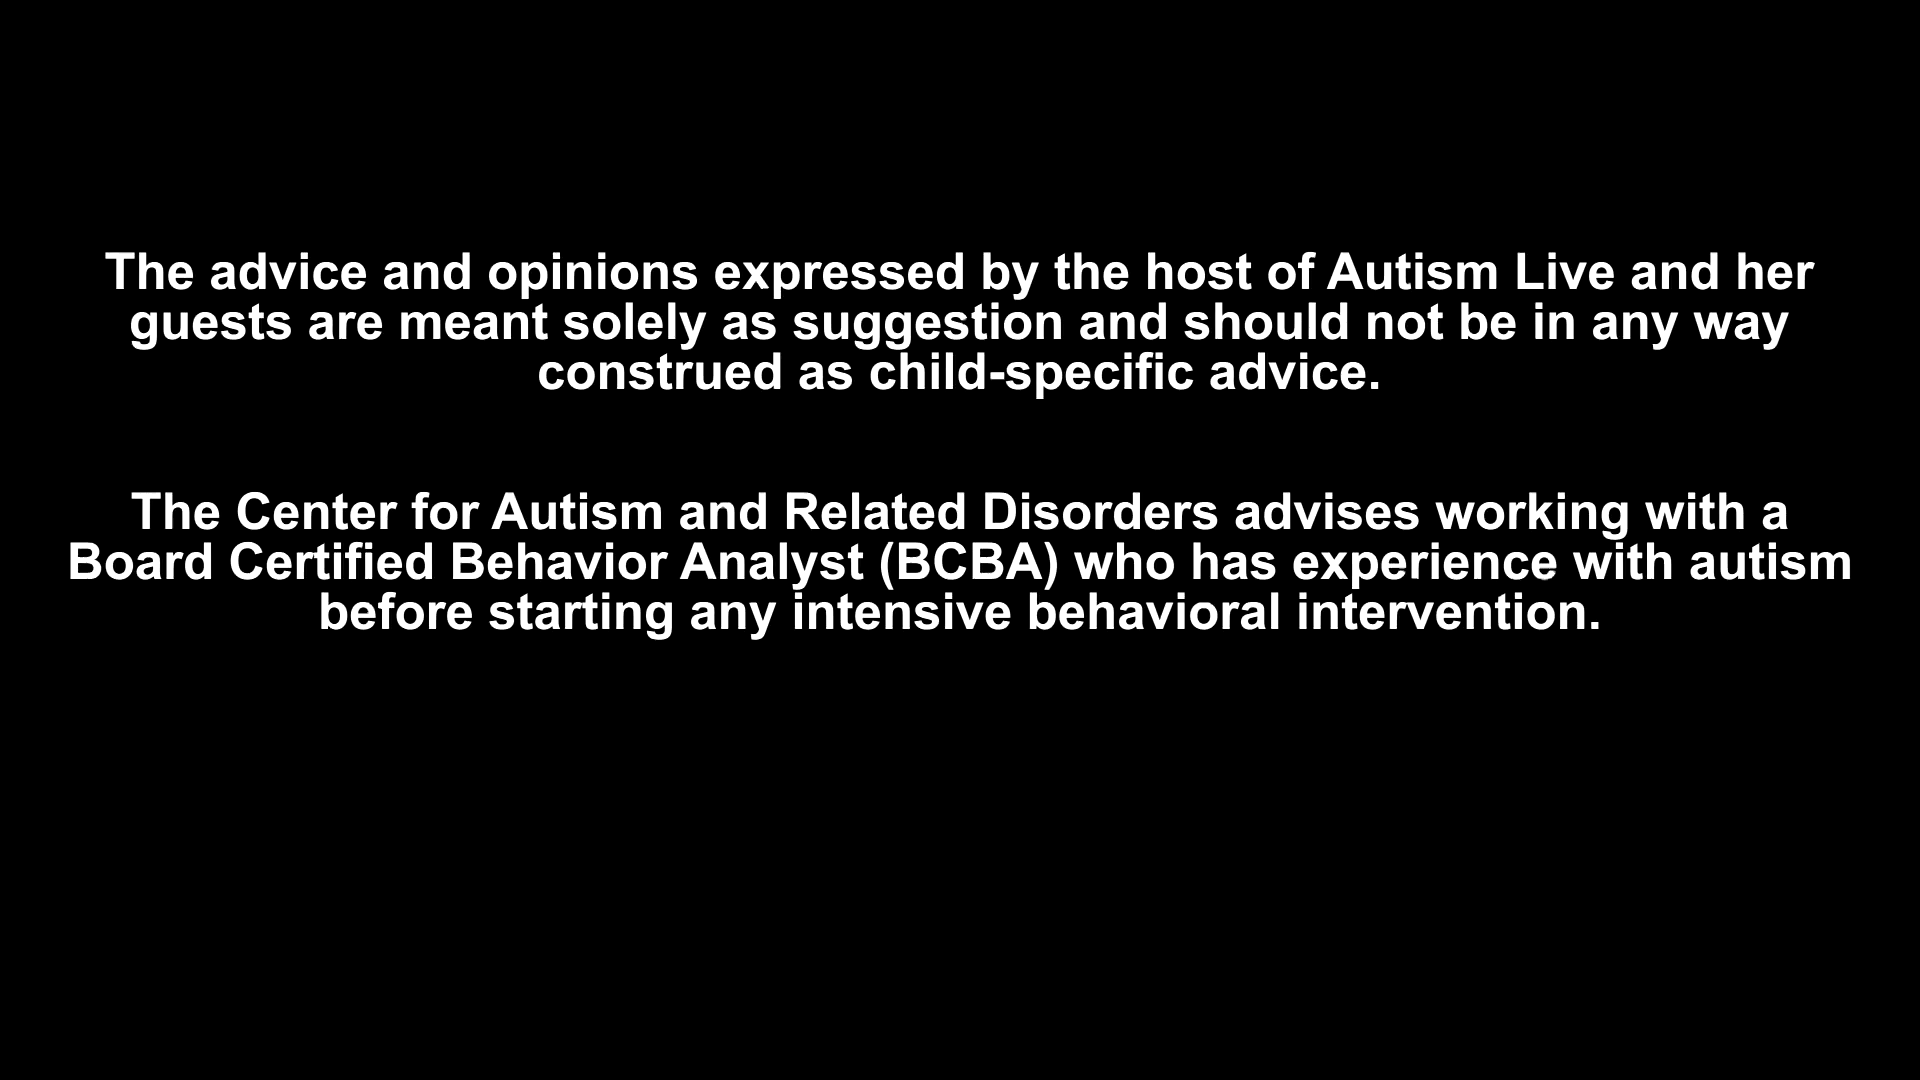 The advice and opinions expressed by the host of Autism Live and her
guests are meant solely as suggestion and should not be in any way
construed as child-specific advice.
The Center for Autism and Related Disorders advises working with a
Board Certified Behavior Analyst (BCBA) who has experience with autism
before starting any intensive behavioral intervention.